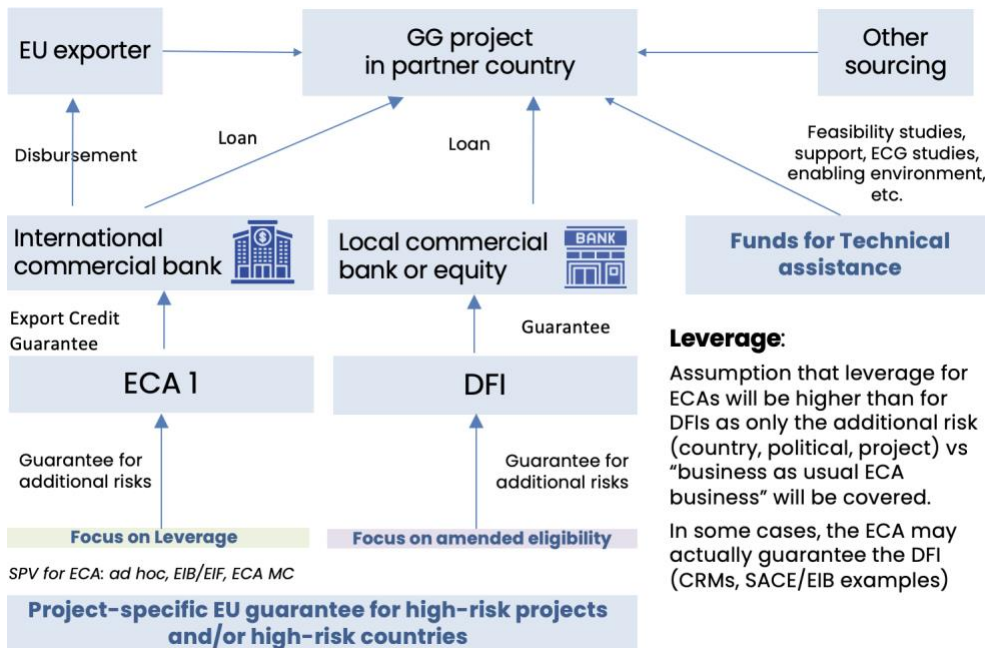 EU exporter
GG project
in partner country
Other
sourcing
Disbursement
Loan
Loan
Feasibility studies,
support, ECG studies,
enabling environment,
etc.
International
commercial bank
Local commercial
bank or equity
BANK
Funds for Technical
assistance
Export Credit
Guarantee
Guarantee
ECA 1
DFI
Guarantee for
additional risks
Guarantee for
additional risks
Focus on Leverage
Focus on amended eligibility
SPV for ECA: ad hoc, EIB/EIF, ECA MC
Project-specific EU guarantee for high-risk projects
and/or high-risk countries
Leverage:
Assumption that leverage for
ECAs will be higher than for
DFIs as only the additional risk
(country, political, project) vs
“business as usual ECA
business” will be covered.
In some cases, the ECA may
actually guarantee the DFI
(CRMs, SACE/EIB examples)